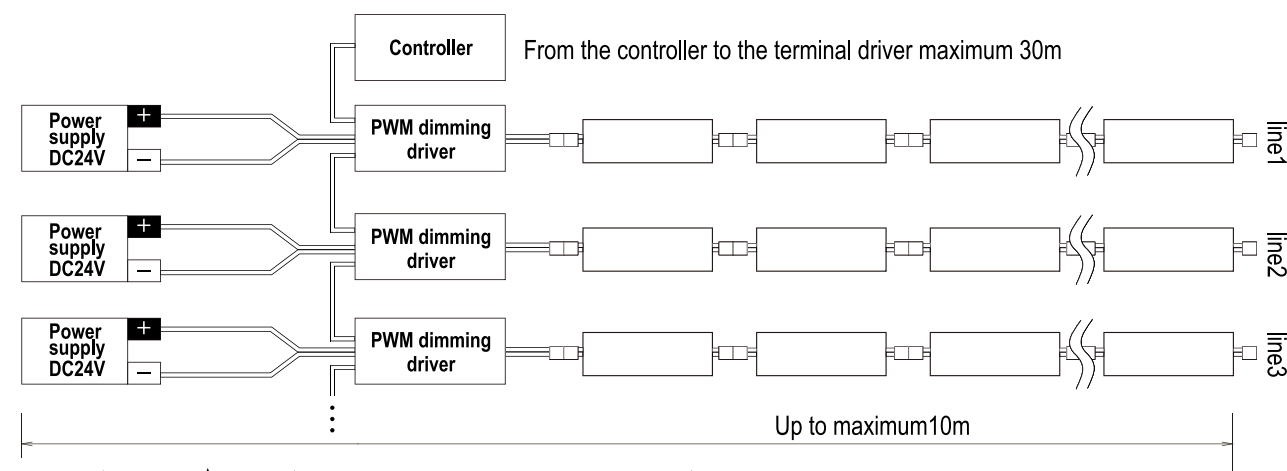 Controller
From the controller to the terminal driver maximum 30m
Power
supply
DC24V
+
−
PWM dimming
driver
line1
Power
supply
DC24V
+
−
PWM dimming
driver
line2
Power
supply
DC24V
+
−
PWM dimming
driver
line3
Up to maximum10m